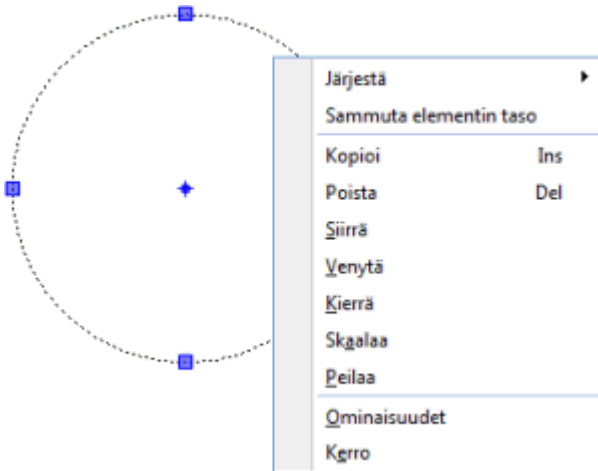 Järjestä
Sammuta elementin taso
Kopioi Ins
Poista Del
Siirrä
Venytä
Kierrä
Skaalaa
Peilaa
Ominaisuudet
Kerro